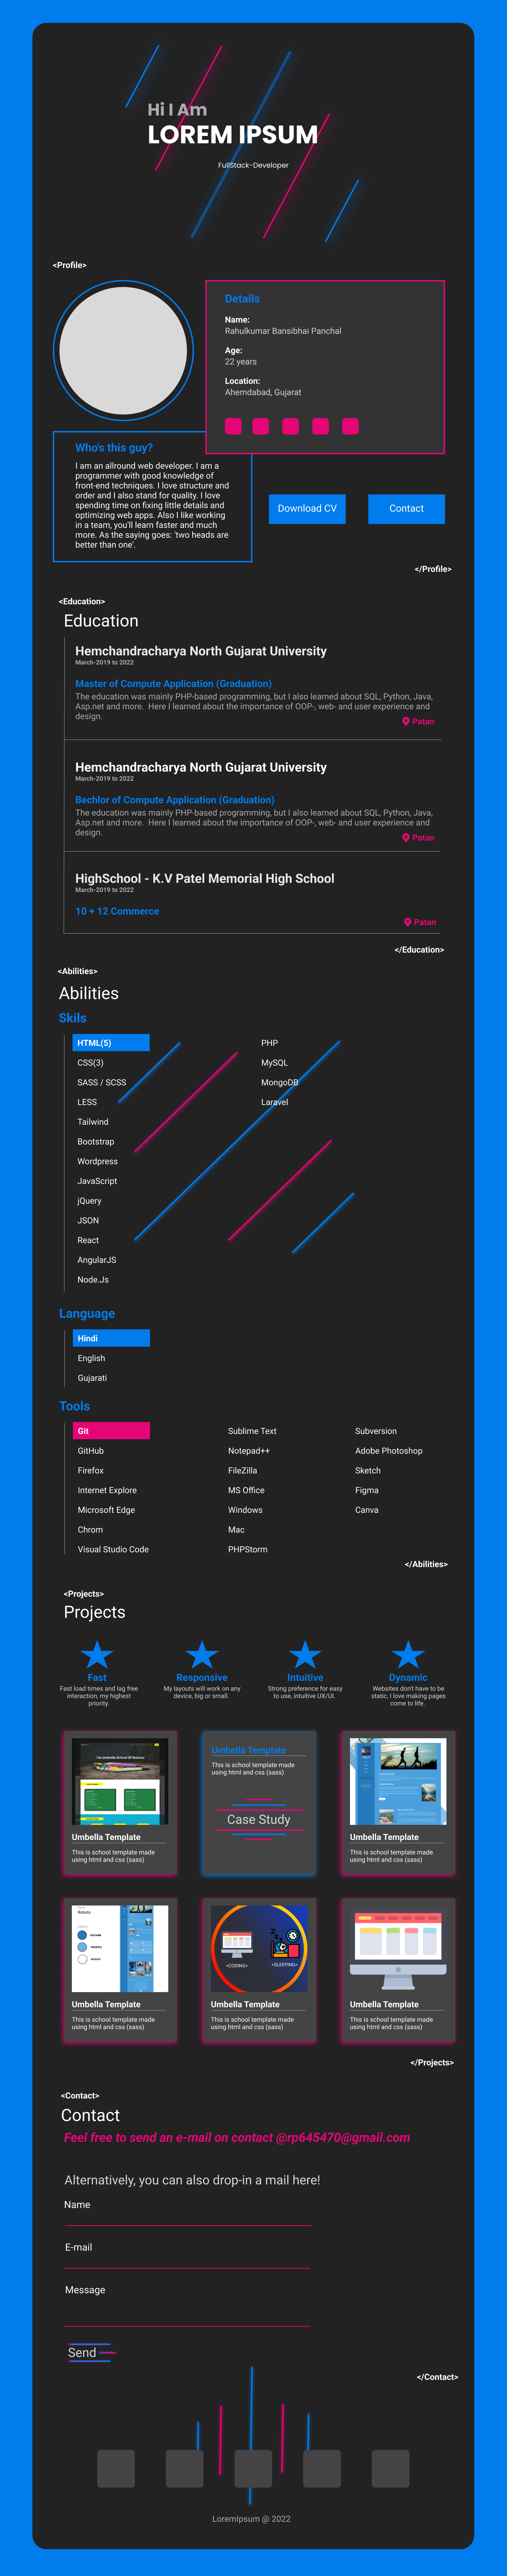 Hi I Am
LOREM IPSUM
FullStack-Developer
<Profile>
Details
Name:
Rahulkumar Bansibhai Panchal
Age:
22 years
Location:
Ahemdabad, Gujarat
Who's this guy?
I am an allround web developer. I am a
programmer with good knowledge of
front-end techniques. I love structure and
order and I also stand for quality. I love
spending time on fixing little details and
optimizing web apps. Also I like working
in a team, you'll learn faster and much
more. As the saying goes: 'two heads are
better than one'.
Download CV
Contact
</Profile>
<Education>
Education
Hemchandracharya North Gujarat University
March-2019 to 2022
Master of Compute Application (Graduation)
The education was mainly PHP-based programming, but I also learned about SQL, Python, Java,
Asp.net and more. Here I learned about the importance of OOP-, web- and user experience and
design.
Patan
Hemchandracharya North Gujarat University
March-2019 to 2022
Bechlor of Compute Application (Graduation)
The education was mainly PHP-based programming, but I also learned about SQL, Python, Java,
Asp.net and more. Here I learned about the importance of OOP-, web- and user experience and
design.
Patan
HighSchool - K.V Patel Memorial High School
March-2019 to 2022
10 + 12 Commerce
Patan
</Education>
<Abilities>
Abilities
Skils
HTML(5)
CSS(3)
SASS / SCSS
LESS
Tailwind
Bootstrap
Wordpress
JavaScript
jQuery
JSON
React
AngularJS
Node.Js
PHP
MySQL
MongoDB
Laravel
Language
Hindi
English
Gujarati
Tools
Git
GitHub
Firefox
Internet Explore
Microsoft Edge
Chrom
Visual Studio Code
Sublime Text
Notepad++
FileZilla
MS Office
Windows
Mac
PHPStorm
Subversion
Adobe Photoshop
Sketch
Figma
Canva
</Abilities>
<Projects>
Projects
Fast
Fast load times and lag free
interaction, my highest
priority.
Responsive
My layouts will work on any
device, big or small.
Intuitive
Strong preference for easy
to use, intuitive UX/UI.
Dynamic
Websites don't have to be
static, I love making pages
come to life.
The Umbrella School Of Science
Umbella Template
This is school template made
using html and css (sass)
Umbella Template
This is school template made
using html and css (sass)
Case Study
Umbella Template
This is school template made
using html and css (sass)
Roboto
Umbella Template
This is school template made
using html and css (sass)
<CODING>
<SLEEPING>
Umbella Template
This is school template made
using html and css (sass)
Umbella Template
This is school template made
using html and css (sass)
</Projects>
<Contact>
Contact
Feel free to send an e-mail on contact @rp645470@gmail.com
Alternatively, you can also drop-in a mail here!
Name
E-mail
Message
Send
</Contact>
LoremIpsum @ 2022